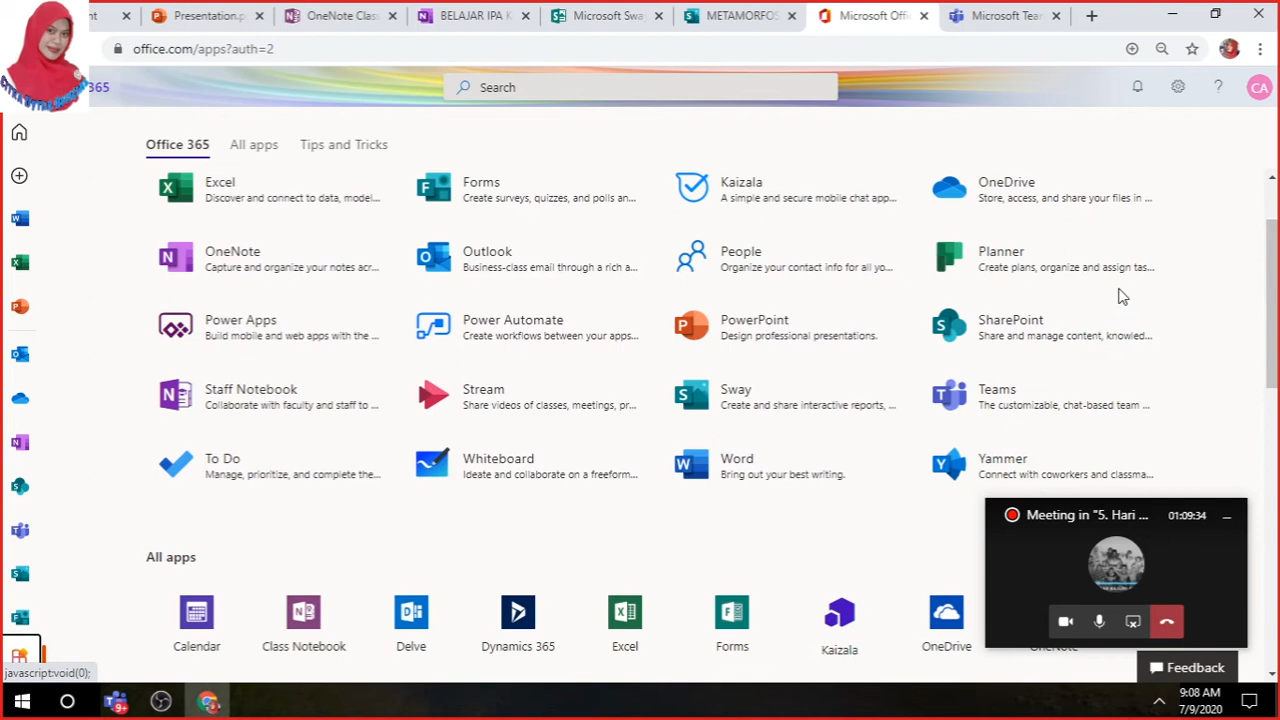 nt
Presentation.p
OneNote Clas
BELAJAR IPA K
Microsoft Sway
METAMORFOS
Microsoft Offi
Microsoft Team
office.com/apps?auth=2
365
Search
CA
Office 365
All apps
Tips and Tricks
Excel
Discover and connect to data, model...
Forms
Create surveys, quizzes, and polls an...
Kaizala
A simple and secure mobile chat app...
OneDrive
Store, access, and share your files in ...
OneNote
Capture and organize your notes acr...
Outlook
Business-class email through a rich a...
People
Organize your contact info for all yo...
Planner
Create plans, organize and assign tas...
Power Apps
Build mobile and web apps with the ...
Power Automate
Create workflows between your apps...
PowerPoint
Design professional presentations.
SharePoint
Share and manage content, knowled...
Staff Notebook
Collaborate with faculty and staff to ...
Stream
Share videos of classes, meetings, pr...
Sway
Create and share interactive reports, ...
Teams
The customizable, chat-based team ...
To Do
Manage, prioritize, and complete the...
Whiteboard
Ideate and collaborate on a freeform...
Word
Bring out your best writing.
Yammer
Connect with coworkers and classma...
Meeting in "5. Hari ...
01:09:34
All apps
Calendar
Class Notebook
Delve
Dynamics 365
Excel
Forms
Kaizala
OneDrive
OneNote
Feedback
javascript:void(0);
9+
9:08 AM
7/9/2020